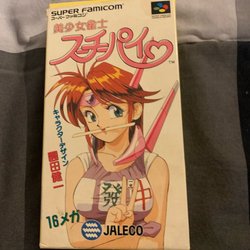 SUPER FAMICOM
スーパーファミコン
美少女雀士
スーチーパイ
TM
キャラクターデザイン
園田健一
發
16メガ
JALECO